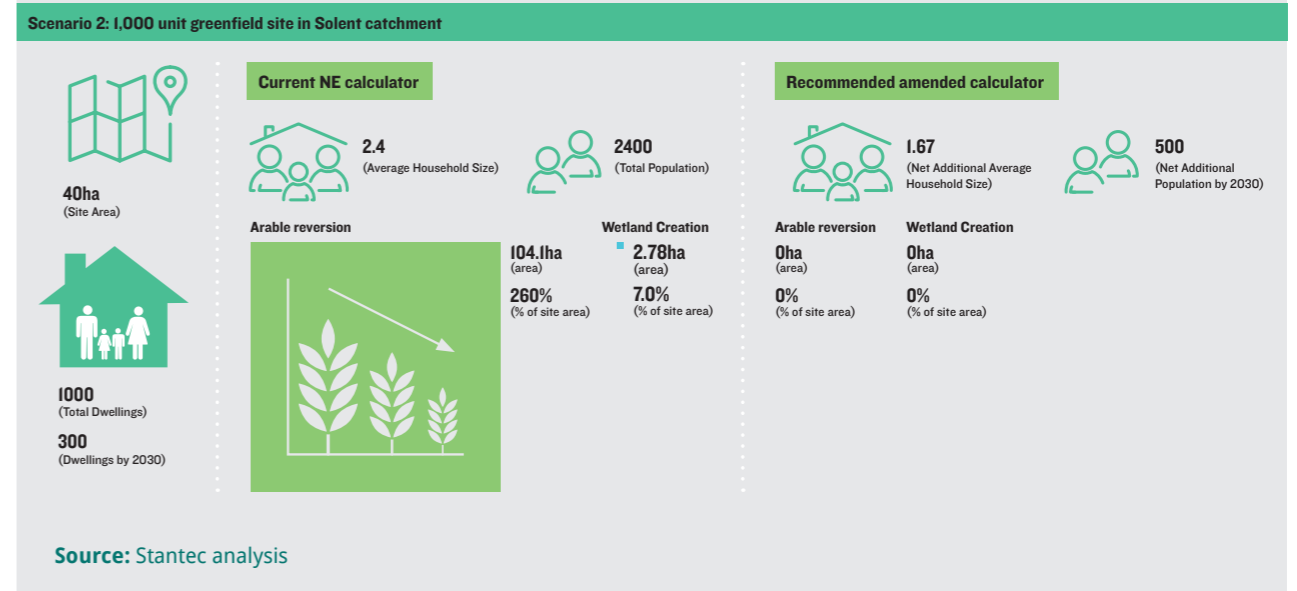 Scenario 2: 1,000 unit greenfield site in Solent catchment
40ha
(Site Area)
1000
(Total Dwellings)
300
(Dwellings by 2030)
Current NE calculator
2.4
(Average Household Size)
2400
(Total Population)
Arable reversion
104.1ha
(area)
260%
(% of site area)
Wetland Creation
2.78ha
(area)
7.0%
(% of site area)
Recommended amended calculator
1.67
(Net Additional Average
Household Size)
500
(Net Additional
Population by 2030)
Arable reversion
0ha
(area)
0%
(% of site area)
Wetland Creation
0ha
(area)
0%
(% of site area)
Source: Stantec analysis